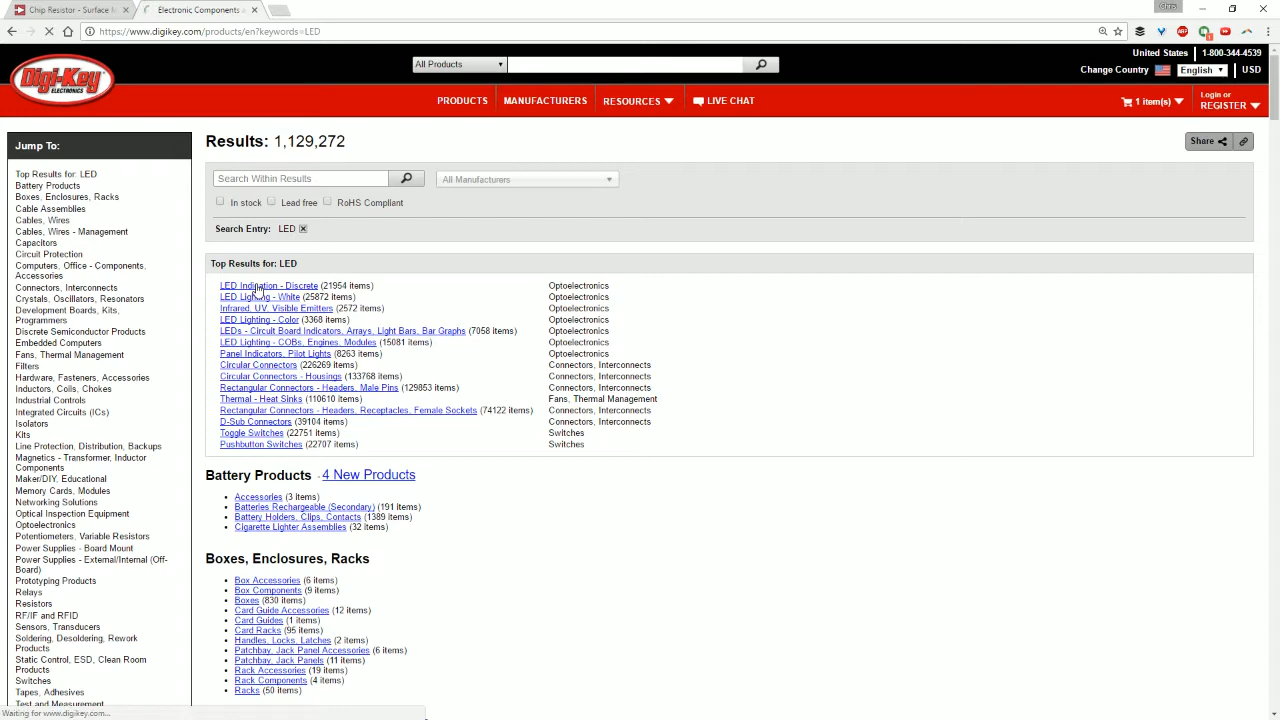 Chip Resistor - Surface M
Electronic Components a
Chris
https://www.digikey.com/products/en?keywords=LED
United States | 1-800-344-4539
Change Country English USD
Digi-Key
ELECTRONICS
All Products
PRODUCTS MANUFACTURERS RESOURCES LIVE CHAT
1 item(s)
Login or
REGISTER
Jump To:
Top Results for: LED
Battery Products
Boxes, Enclosures, Racks
Cable Assemblies
Cables, Wires
Cables, Wires - Management
Capacitors
Circuit Protection
Computers, Office - Components,
Accessories
Connectors, Interconnects
Crystals, Oscillators, Resonators
Development Boards, Kits,
Programmers
Discrete Semiconductor Products
Embedded Computers
Fans, Thermal Management
Filters
Hardware, Fasteners, Accessories
Inductors, Coils, Chokes
Industrial Controls
Integrated Circuits (ICs)
Isolators
Kits
Line Protection, Distribution, Backups
Magnetics - Transformer, Inductor
Components
Maker/DIY, Educational
Memory Cards, Modules
Networking Solutions
Optical Inspection Equipment
Optoelectronics
Potentiometers, Variable Resistors
Power Supplies - Board Mount
Power Supplies - External/Internal (Off-
Board)
Prototyping Products
Relays
Resistors
RF/IF and RFID
Sensors, Transducers
Soldering, Desoldering, Rework
Products
Static Control, ESD, Clean Room
Products
Switches
Tapes, Adhesives
Test and Measurement
Waiting for www.digikey.com...
Results: 1,129,272
Share
Search Within Results
All Manufacturers
In stock Lead free RoHS Compliant
Search Entry: LED
Top Results for: LED
LED Indication - Discrete (21954 items) Optoelectronics
LED Lighting - White (25872 items) Optoelectronics
Infrared, UV, Visible Emitters (2572 items) Optoelectronics
LED Lighting - Color (3368 items) Optoelectronics
LEDs - Circuit Board Indicators, Arrays, Light Bars, Bar Graphs (7058 items) Optoelectronics
LED Lighting - COBs, Engines, Modules (15081 items) Optoelectronics
Panel Indicators, Pilot Lights (8263 items) Optoelectronics
Circular Connectors (226269 items) Connectors, Interconnects
Circular Connectors - Housings (133768 items) Connectors, Interconnects
Rectangular Connectors - Headers, Male Pins (129853 items) Connectors, Interconnects
Thermal - Heat Sinks (110610 items) Fans, Thermal Management
Rectangular Connectors - Headers, Receptacles, Female Sockets (74122 items) Connectors, Interconnects
D-Sub Connectors (39104 items) Connectors, Interconnects
Toggle Switches (22751 items) Switches
Pushbutton Switches (22707 items) Switches
Battery Products - 4 New Products
Accessories (3 items)
Batteries Rechargeable (Secondary) (191 items)
Battery Holders, Clips, Contacts (1389 items)
Cigarette Lighter Assemblies (32 items)
Boxes, Enclosures, Racks
Box Accessories (6 items)
Box Components (9 items)
Boxes (830 items)
Card Guide Accessories (12 items)
Card Guides (1 items)
Card Racks (95 items)
Handles, Locks, Latches (2 items)
Patchbay, Jack Panel Accessories (6 items)
Patchbay, Jack Panels (11 items)
Rack Accessories (19 items)
Rack Components (4 items)
Racks (50 items)